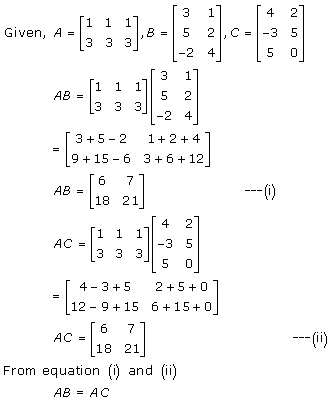 Given, A = [1 1 1; 3 3 3], B = [3 1; 5 2; -2 4], C = [4 2; -3 5; 5 0]
AB = [1 1 1; 3 3 3] [3 1; 5 2; -2 4]
= [3+5−2 1+2+4; 9+15−6 3+6+12]
AB = [6 7; 18 21] ---(i)
AC = [1 1 1; 3 3 3] [4 2; -3 5; 5 0]
= [4−3+5 2+5+0; 12−9+15 6+15+0]
AC = [6 7; 18 21] ---(ii)
From equation (i) and (ii)
AB = AC